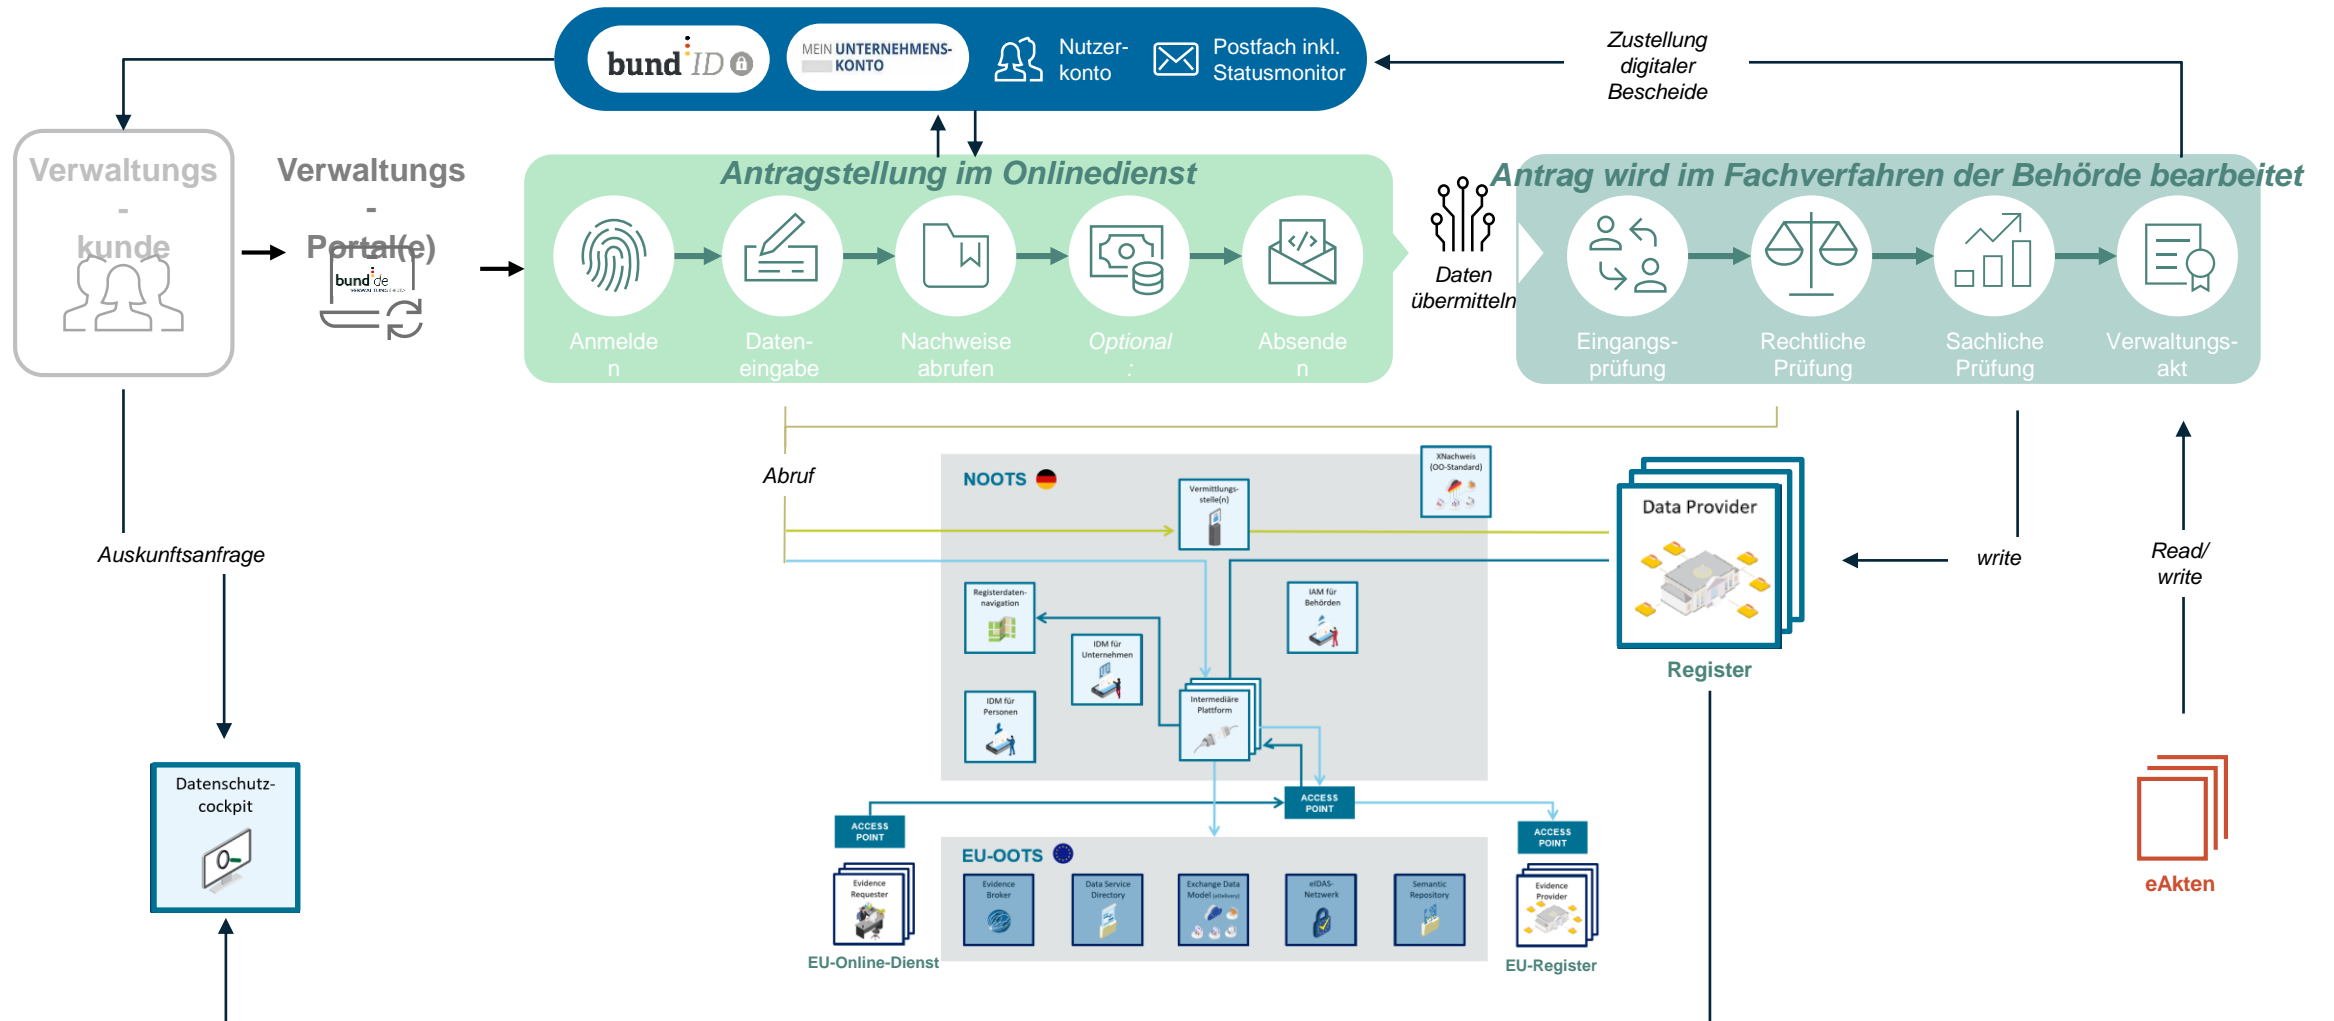 bund ID
MEIN UNTERNEHMENS-
KONTO
Nutzer-
konto
Postfach inkl.
Statusmonitor
Zustellung
digitaler
Bescheide
Verwaltungs
-
kunde
Verwaltungs
-
Portal(e)
bund de
Antragstellung im Onlinedienst
Anmelde
n
Daten-
eingabe
Nachweise
abrufen
Optional
:
Absende
n
Daten
übermitteln
Antrag wird im Fachverfahren der Behörde bearbeitet
Eingangs-
prüfung
Rechtliche
Prüfung
Sachliche
Prüfung
Verwaltungs-
akt
Abruf
Auskunftsanfrage
NOOTS
XNachweis
(OO-Standard)
Vermittlungs-
stelle(n)
Registerdaten-
navigation
IAM für
Behörden
IDM für
Unternehmen
IDM für
Personen
Intermediäre
Plattform
Data Provider
Register
write
Read/
write
eAkten
Datenschutz-
cockpit
ACCESS
POINT
ACCESS
POINT
ACCESS
POINT
EU-OOTS
Evidence
Requester
EU-Online-Dienst
Evidence
Broker
Data Service
Directory
Exchange Data
Model (eDelivery)
eIDAS-
Netzwerk
Semantic
Repository
Evidence
Provider
EU-Register